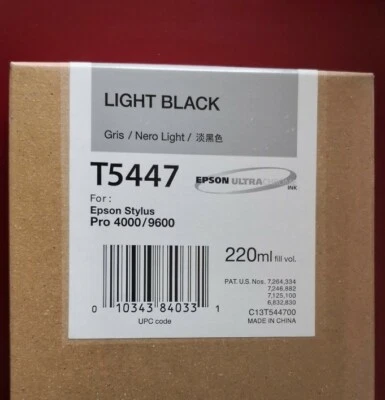 LIGHT BLACK
Gris / Nero Light / 淡黑色
T5447
EPSON ULTRACHROME
INK
For :
Epson Stylus
Pro 4000/9600
220ml fill vol.
PAT. U.S. Nos. 7,264,334
7,246,982
7,125,100
6,632,830
C13T544700
MADE IN CHINA
0 10343 84033 1
UPC code